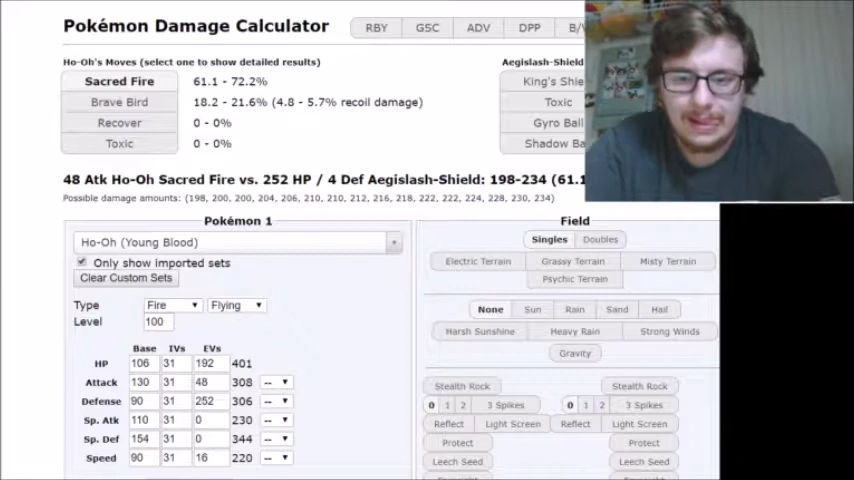 Pokémon Damage Calculator RBY GSC ADV DPP B/
Ho-Oh's Moves (select one to show detailed results) Aegislash-Shield
Sacred Fire 61.1 - 72.2% King's Shie
Brave Bird 18.2 - 21.6% (4.8 - 5.7% recoil damage) Toxic
Recover 0 - 0% Gyro Ball
Toxic 0 - 0% Shadow Ba
48 Atk Ho-Oh Sacred Fire vs. 252 HP / 4 Def Aegislash-Shield: 198-234 (61.1
Possible damage amounts: (198, 200, 200, 204, 206, 210, 210, 212, 216, 218, 222, 222, 224, 228, 230, 234)
Pokémon 1
Ho-Oh (Young Blood)
Only show imported sets
Clear Custom Sets
Type Fire Flying
Level 100
Base IVs EVs
HP 106 31 192 401
Attack 130 31 48 308 --
Defense 90 31 252 306 --
Sp. Atk 110 31 0 230 --
Sp. Def 154 31 0 344 --
Speed 90 31 16 220 --
Field
Singles Doubles
Electric Terrain Grassy Terrain Misty Terrain
Psychic Terrain
None Sun Rain Sand Hail
Harsh Sunshine Heavy Rain Strong Winds
Gravity
Stealth Rock Stealth Rock
0 1 2 3 Spikes 0 1 2 3 Spikes
Reflect Light Screen Reflect Light Screen
Protect Protect
Leech Seed Leech Seed